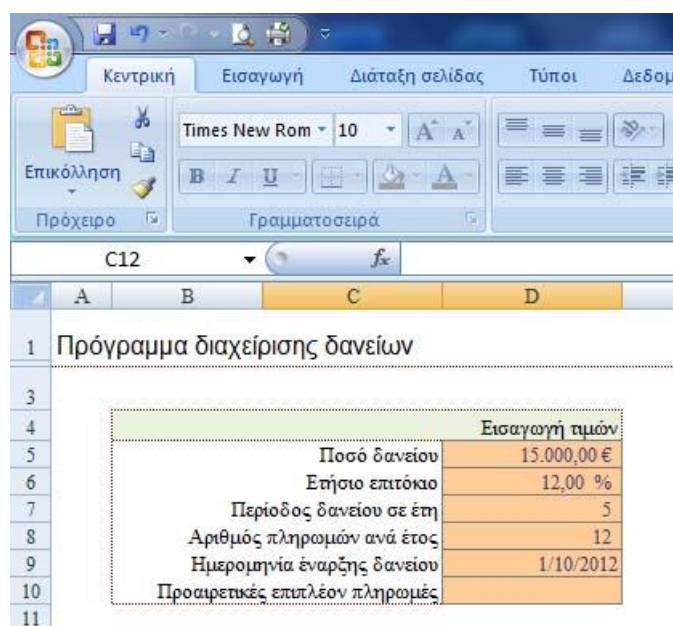 Κεντρική Εισαγωγή Διάταξη σελίδας Τύποι Δεδομ
Times New Rom 10 A A
Επικόλληση
B I U A
Πρόχειρο Γραμματοσειρά
C12 fx
A B C D
1 Πρόγραμμα διαχείρισης δανείων
3
4 Εισαγωγή τιμών
5 Ποσό δανείου 15.000,00 €
6 Ετήσιο επιτόκιο 12,00 %
7 Περίοδος δανείου σε έτη 5
8 Αριθμός πληρωμών ανά έτος 12
9 Ημερομηνία έναρξης δανείου 1/10/2012
10 Προαιρετικές επιπλέον πληρωμές
11